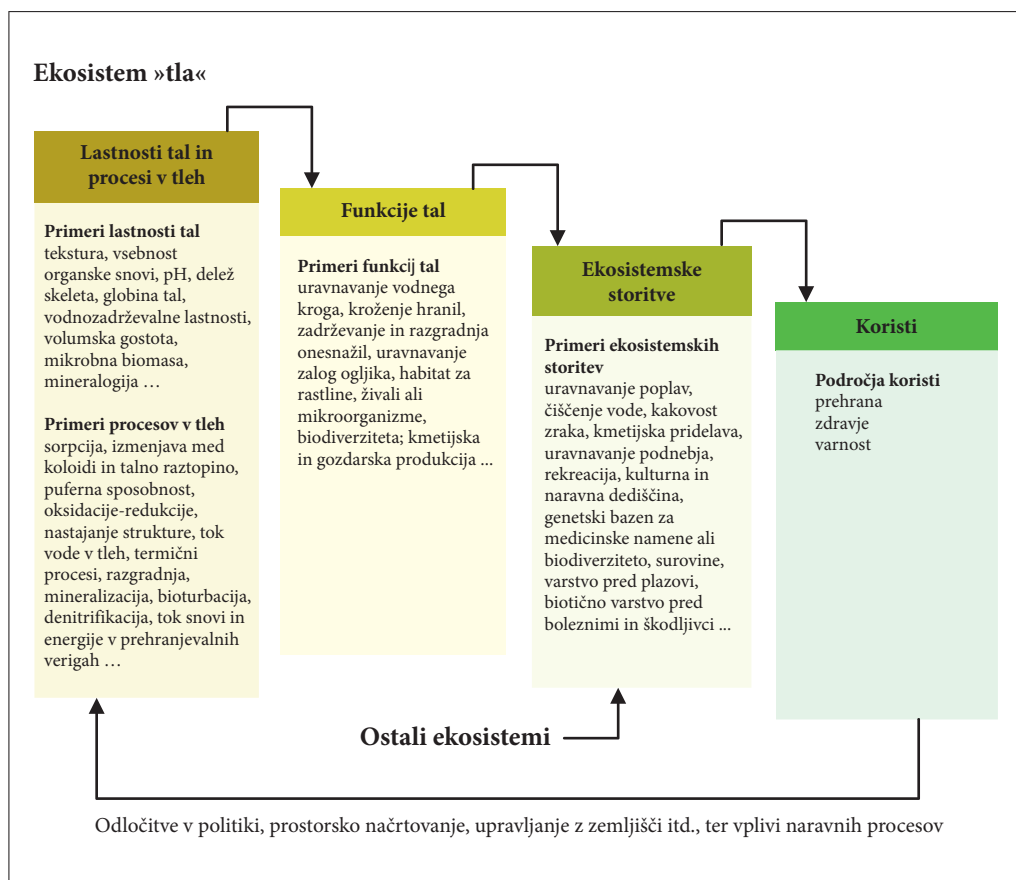 Ekosistem »tla«
Lastnosti tal in
procesi v tleh
Primeri lastnosti tal
tekstura, vsebnost
organske snovi, pH, delež
skeleta, globina tal,
vodnozadrževalne lastnosti,
volumska gostota,
mikrobna biomasa,
mineralogija …
Primeri procesov v tleh
sorpcija, izmenjava med
koloidi in talno raztopino,
puferna sposobnost,
oksidacije-redukcije,
nastajanje strukture, tok
vode v tleh, termični
procesi, razgradnja,
mineralizacija, bioturbacija,
denitrifikacija, tok snovi in
energije v prehranjevalnih
verigah …
Funkcije tal
Primeri funkcij tal
uravnavanje vodnega
kroga, kroženje hranil,
zadrževanje in razgradnja
onesnažil, uravnavanje
zalog ogljika, habitat za
rastline, živali ali
mikroorganizme,
biodiverziteta; kmetijska
in gozdarska produkcija ...
Ekosistemske
storitve
Primeri ekosistemskih
storitev
uravnavanje poplav,
čiščenje vode, kakovost
zraka, kmetijska pridelava,
uravnavanje podnebja,
rekreacija, kulturna in
naravna dediščina,
genetski bazen za
medicinske namene ali
biodiverziteto, surovine,
varstvo pred plazovi,
biotično varstvo pred
boleznimi in škodljivci ...
Koristi
Področja koristi
prehrana
zdravje
varnost
Ostali ekosistemi
Odločitve v politiki, prostorsko načrtovanje, upravljanje z zemljišči itd., ter vplivi naravnih procesov